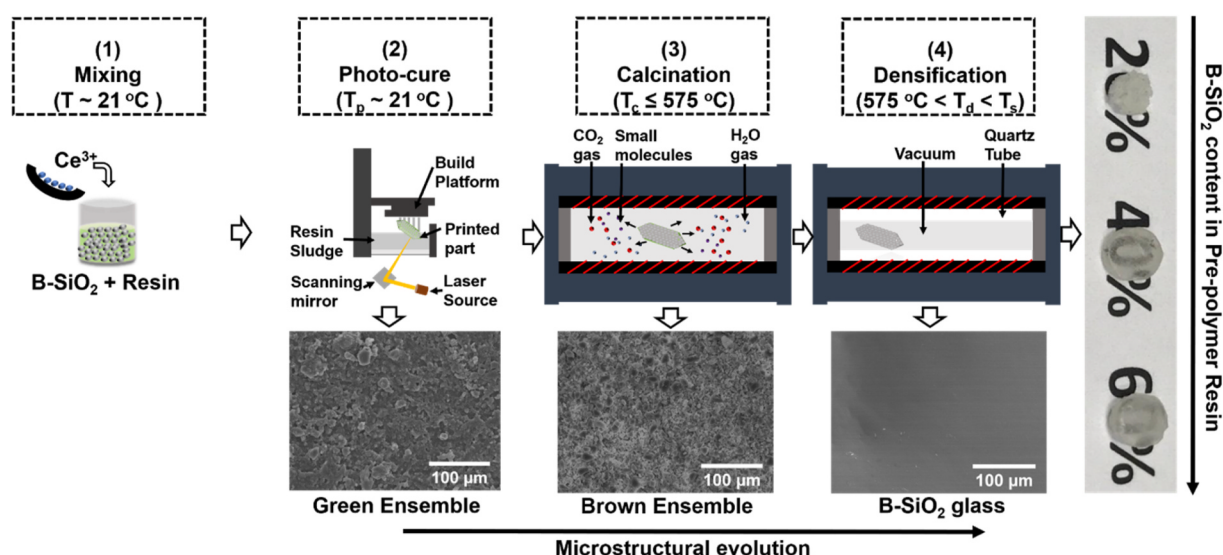 (1)
Mixing
(T ~ 21 °C)
(2)
Photo-cure
(Tp ~ 21 °C)
(3)
Calcination
(Tc ≤ 575 °C)
(4)
Densification
(575 °C < Td < Ts)
Ce³⁺
B-SiO₂ + Resin
Build
Platform
Resin
Sludge
Printed
part
Scanning
mirror
Laser
Source
CO₂
gas
Small
molecules
H₂O
gas
Vacuum
Quartz
Tube
100 µm
Green Ensemble
100 µm
Brown Ensemble
100 µm
B-SiO₂ glass
Microstructural evolution
20%
40%
60%
B-SiO₂ content in Pre-polymer Resin